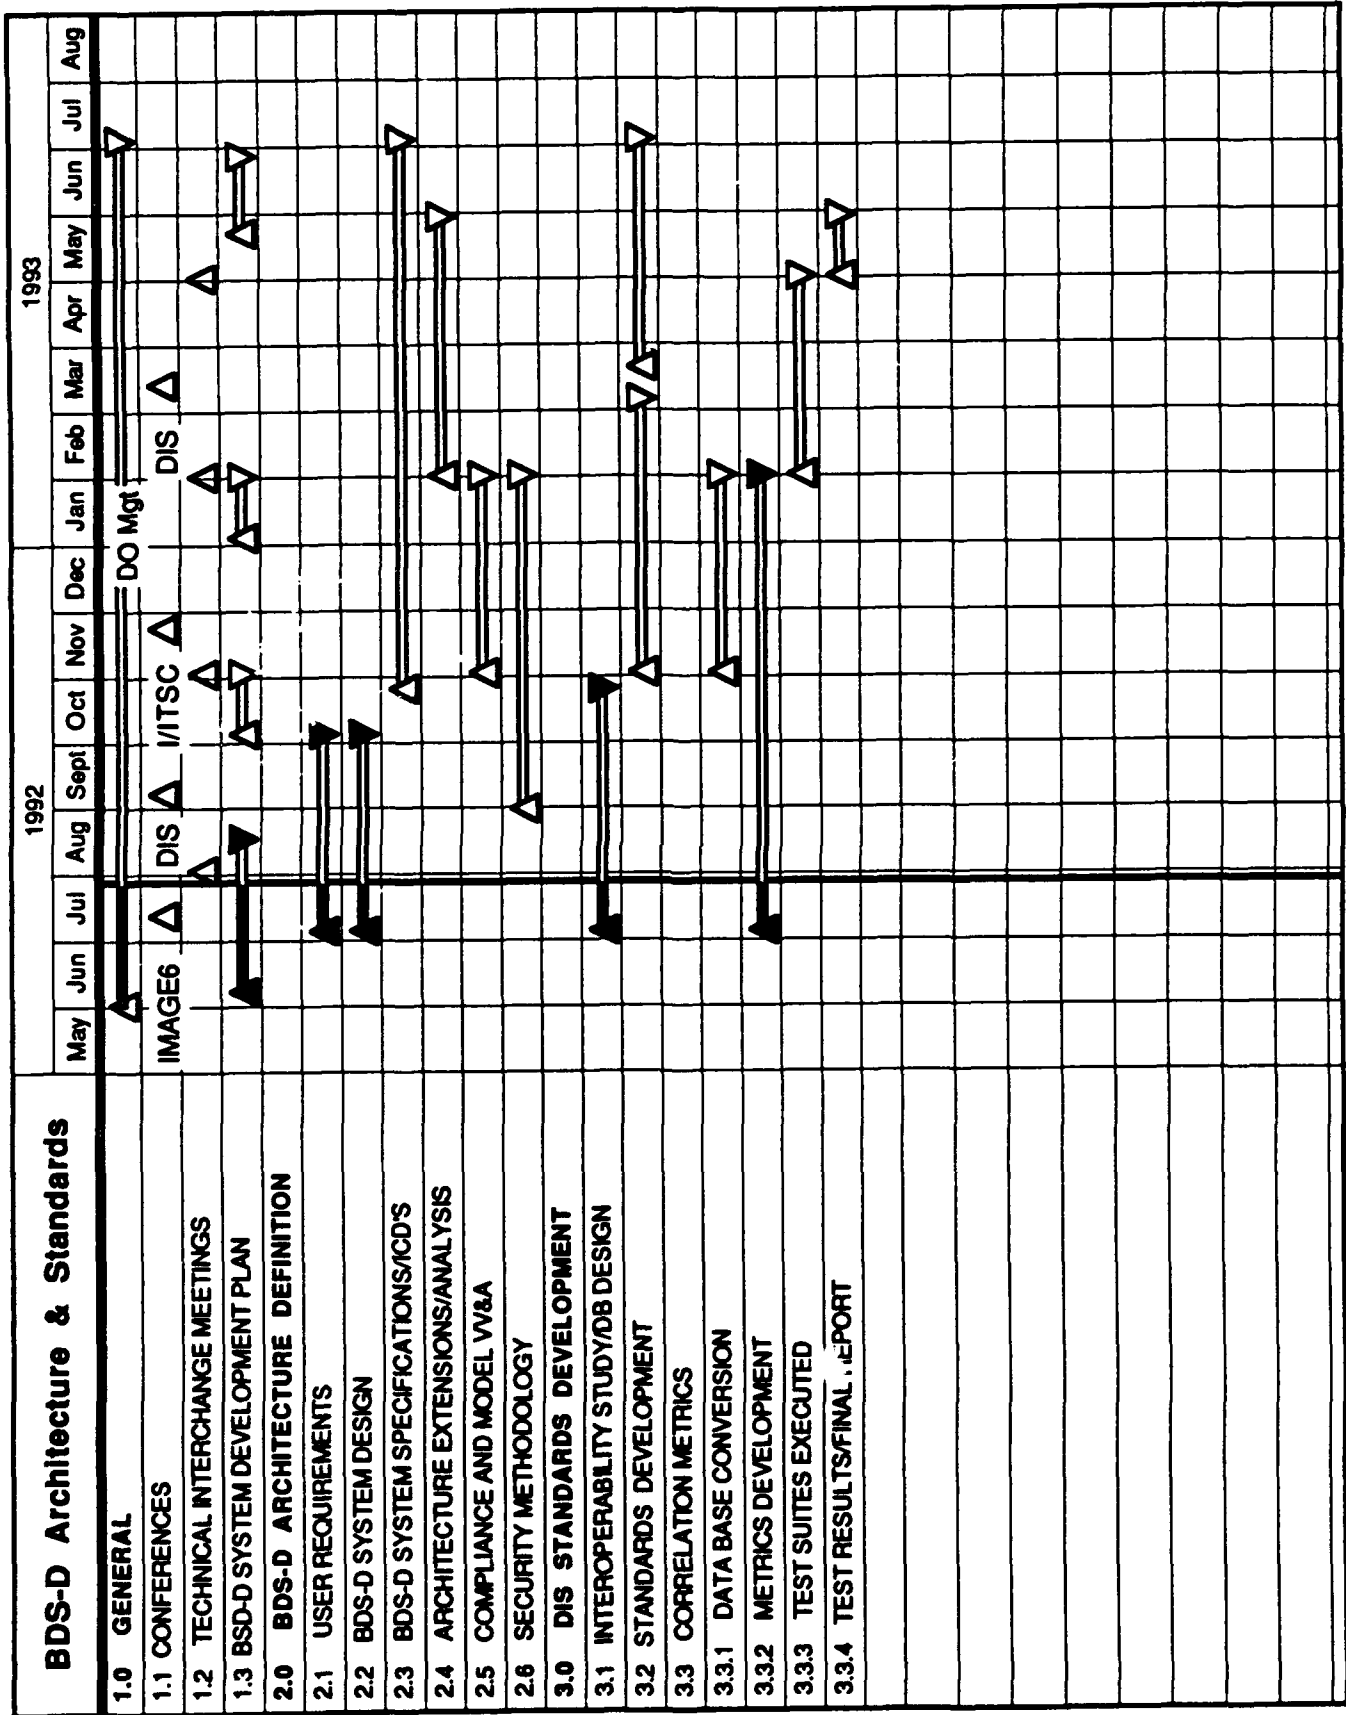 BDS-D Architecture & Standards
1992
1993
May Jun Jul Aug Sept Oct Nov Dec Jan Feb Mar Apr May Jun Jul Aug
1.0 GENERAL
DO Mgt
1.1 CONFERENCES
IMAGE6 DIS I/ITSC DIS
1.2 TECHNICAL INTERCHANGE MEETINGS
1.3 BSD-D SYSTEM DEVELOPMENT PLAN
2.0 BDS-D ARCHITECTURE DEFINITION
2.1 USER REQUIREMENTS
2.2 BDS-D SYSTEM DESIGN
2.3 BDS-D SYSTEM SPECIFICATIONS/ICD'S
2.4 ARCHITECTURE EXTENSIONS/ANALYSIS
2.5 COMPLIANCE AND MODEL VV&A
2.6 SECURITY METHODOLOGY
3.0 DIS STANDARDS DEVELOPMENT
3.1 INTEROPERABILITY STUDY/DB DESIGN
3.2 STANDARDS DEVELOPMENT
3.3 CORRELATION METRICS
3.3.1 DATA BASE CONVERSION
3.3.2 METRICS DEVELOPMENT
3.3.3 TEST SUITES EXECUTED
3.3.4 TEST RESULTS/FINAL REPORT